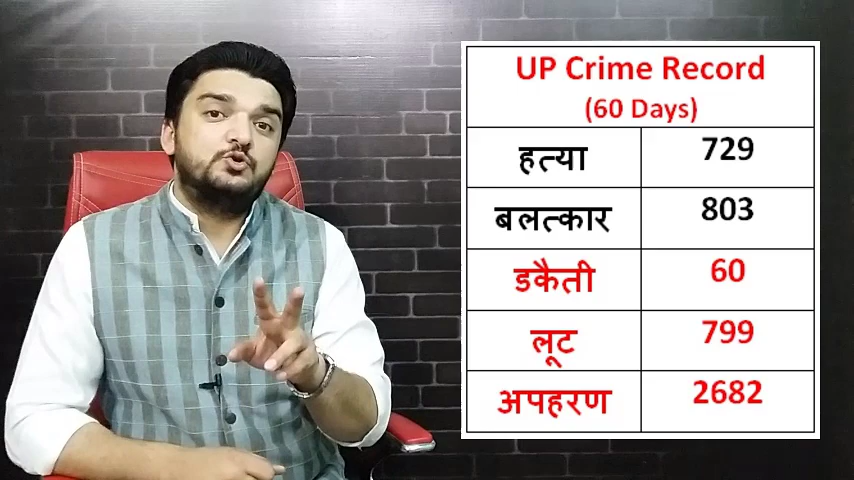 UP Crime Record
(60 Days)
हत्या 729
बलत्कार 803
डकैती 60
लूट 799
अपहरण 2682